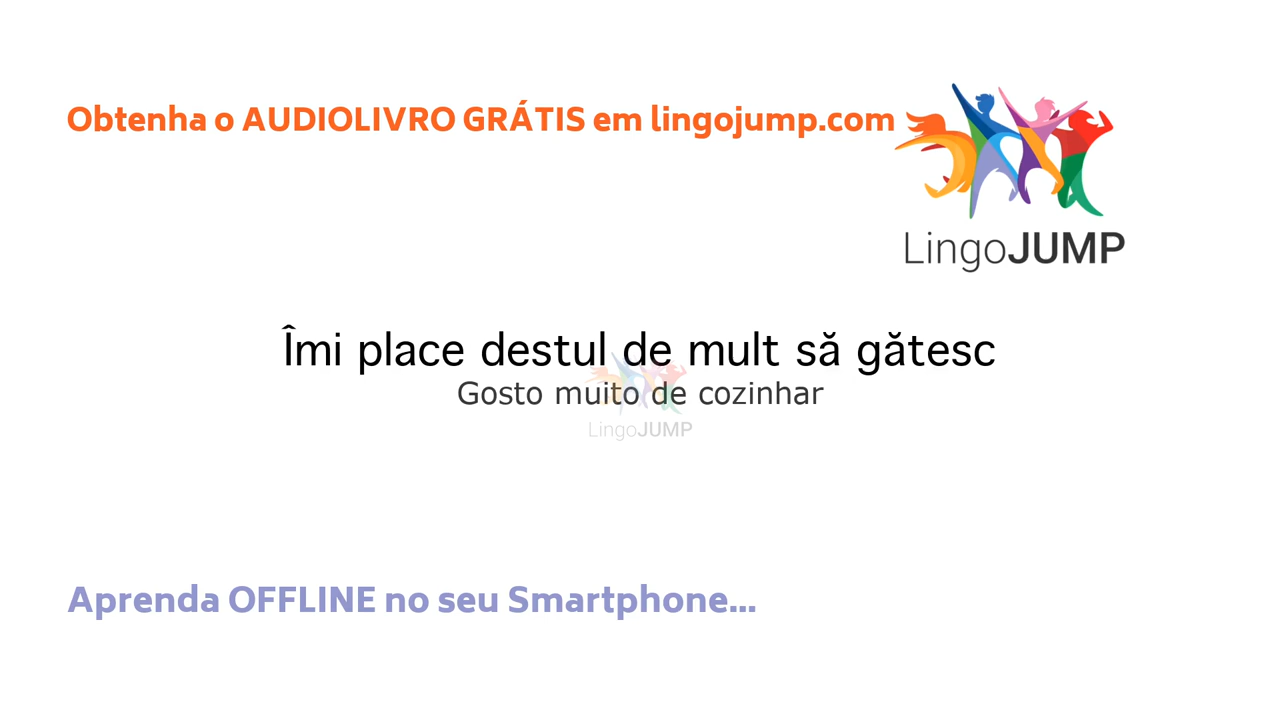 Obtenha o AUDIOLIVRO GRÁTIS em lingojump.com
LingoJUMP
Îmi place destul de mult să gătesc
Gosto muito de cozinhar
LingoJUMP
Aprenda OFFLINE no seu Smartphone...